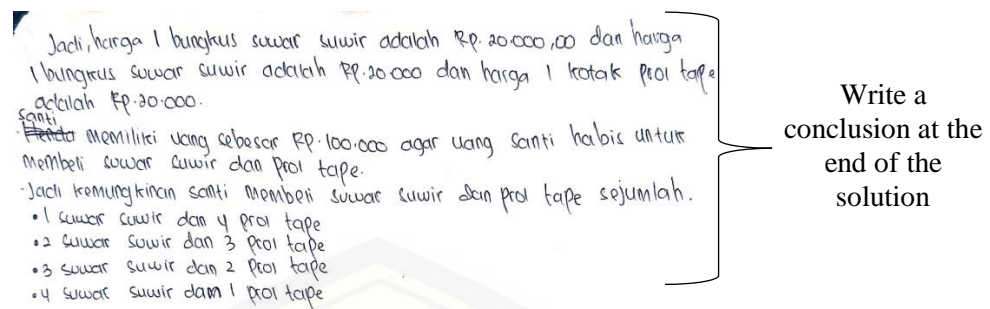 Jadi, harga 1 bungkus suwar suwir adalah Rp. 20.000,00 dan harga
1 bungkus suwar suwir adalah Rp.20.000 dan harga 1 kotak prol tape
adalah Rp.20.000.
Santi
memiliki uang sebesar Rp.100.000 agar uang Santi habis untuk
membeli suwar suwir dan prol tape.
·Jadi kemungkinan santi membeli suwar suwir dan prol tape sejumlah.
•1 suwar suwir dan 4 prol tape
•2 suwar suwir dan 3 prol tape
•3 suwar suwir dan 2 prol tape
•4 suwar suwir dam 1 prol tape
Write a
conclusion at the
end of the
solution